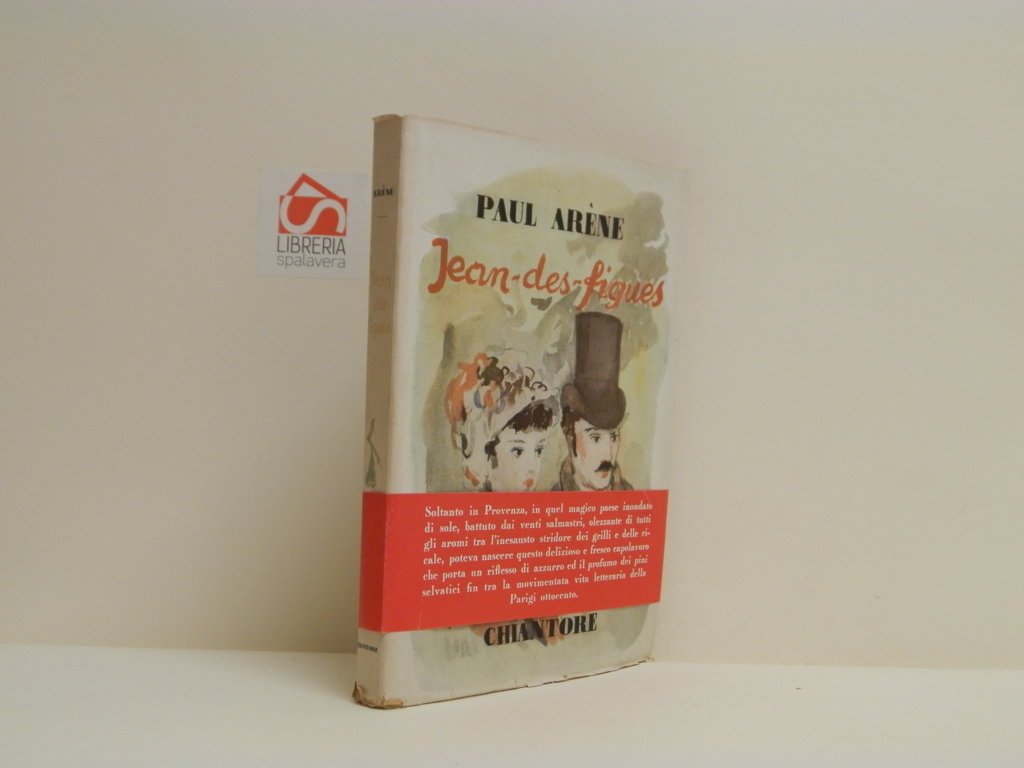 LIBRERIA
spalavera
ARÈNE
CHIANTORE
PAUL ARÈNE
Jean-des-figues
Soltanto in Provenza, in quel magico paese inondato
di sole, battuto dai venti salmastri, olezzante di tutti
gli aromi tra l'inesausto stridore dei grilli e delle ci-
cale, poteva nascere questo delizioso e fresco capolavoro
che porta un riflesso di azzurro ed il profumo dei pini
selvatici fin tra la movimentata vita letteraria della
Parigi ottocento.
CHIANTORE